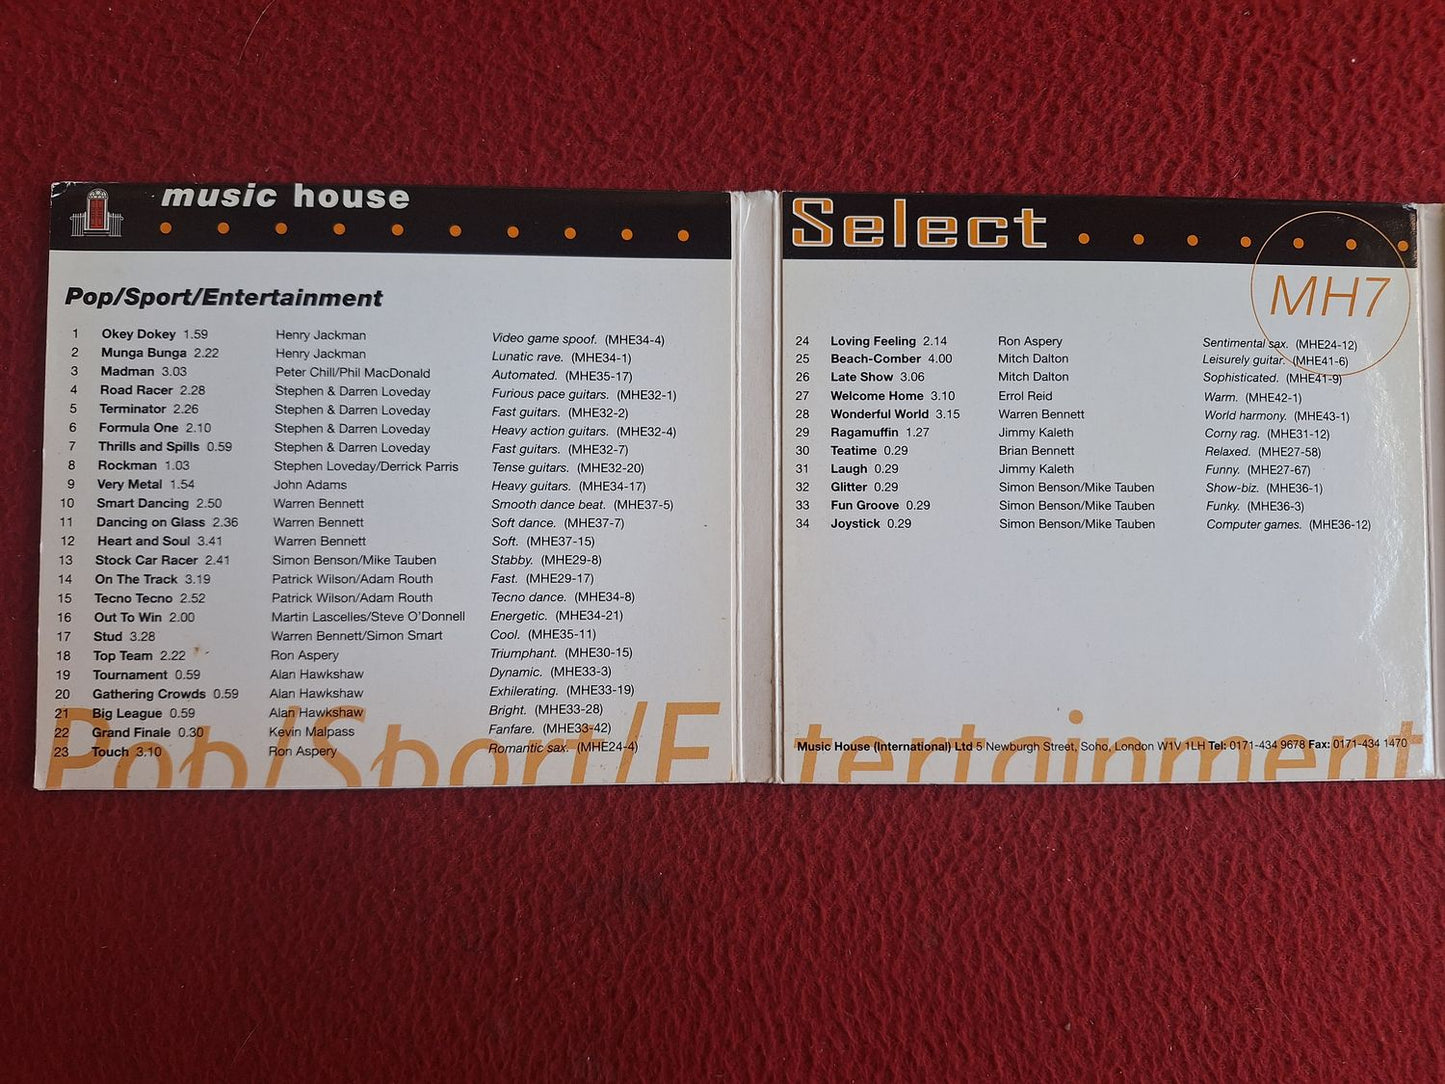 music house
Pop/Sport/Entertainment
1 Okey Dokey 1.59 Henry Jackman Video game spoof. (MHE34-4)
2 Munga Bunga 2.22 Henry Jackman Lunatic rave. (MHE34-1)
3 Madman 3.03 Peter Chill/Phil MacDonald Automated. (MHE35-17)
4 Road Racer 2.28 Stephen & Darren Loveday Furious pace guitars. (MHE32-1)
5 Terminator 2.26 Stephen & Darren Loveday Fast guitars. (MHE32-2)
6 Formula One 2.10 Stephen & Darren Loveday Heavy action guitars. (MHE32-4)
7 Thrills and Spills 0.59 Stephen & Darren Loveday Fast guitars. (MHE32-7)
8 Rockman 1.03 Stephen Loveday/Derrick Parris Tense guitars. (MHE32-20)
9 Very Metal 1.54 John Adams Heavy guitars. (MHE34-17)
10 Smart Dancing 2.50 Warren Bennett Smooth dance beat. (MHE37-5)
11 Dancing on Glass 2.36 Warren Bennett Soft dance. (MHE37-7)
12 Heart and Soul 3.41 Warren Bennett Soft. (MHE37-15)
13 Stock Car Racer 2.41 Simon Benson/Mike Tauben Stabby. (MHE29-8)
14 On The Track 3.19 Patrick Wilson/Adam Routh Fast. (MHE29-17)
15 Tecno Tecno 2.52 Patrick Wilson/Adam Routh Tecno dance. (MHE34-8)
16 Out To Win 2.00 Martin Lascelles/Steve O'Donnell Energetic. (MHE34-21)
17 Stud 3.28 Warren Bennett/Simon Smart Cool. (MHE35-11)
18 Top Team 2.22 Ron Aspery Triumphant. (MHE30-15)
19 Tournament 0.59 Alan Hawkshaw Dynamic. (MHE33-3)
20 Gathering Crowds 0.59 Alan Hawkshaw Exhilerating. (MHE33-19)
21 Big League 0.59 Alan Hawkshaw Bright. (MHE33-28)
22 Grand Finale 0.30 Kevin Malpass Fanfare. (MHE33-42)
23 Touch 3.10 Ron Aspery Romantic sax. (MHE24-4)
Pop/Sport/E
Select
MH7
24 Loving Feeling 2.14 Ron Aspery Sentimental sax. (MHE24-12)
25 Beach-Comber 4.00 Mitch Dalton Leisurely guitar. (MHE41-6)
26 Late Show 3.06 Mitch Dalton Sophisticated. (MHE41-9)
27 Welcome Home 3.10 Errol Reid Warm. (MHE42-1)
28 Wonderful World 3.15 Warren Bennett World harmony. (MHE43-1)
29 Ragamuffin 1.27 Jimmy Kaleth Corny rag. (MHE31-12)
30 Teatime 0.29 Brian Bennett Relaxed. (MHE27-58)
31 Laugh 0.29 Jimmy Kaleth Funny. (MHE27-67)
32 Glitter 0.29 Simon Benson/Mike Tauben Show-biz. (MHE36-1)
33 Fun Groove 0.29 Simon Benson/Mike Tauben Funky. (MHE36-3)
34 Joystick 0.29 Simon Benson/Mike Tauben Computer games. (MHE36-12)
Music House (International) Ltd 5 Newburgh Street, Soho, London W1V 1LH Tel: 0171-434 9678 Fax: 0171-434 1470
tertainment